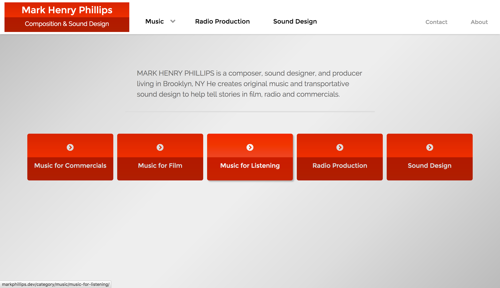 Mark Henry Phillips
Composition & Sound Design
Music
Radio Production
Sound Design
Contact
About
MARK HENRY PHILLIPS is a composer, sound designer, and producer
living in Brooklyn, NY He creates original music and transportative
sound design to help tell stories in film, radio and commercials.
Music for Commercials
Music for Film
Music for Listening
Radio Production
Sound Design
markphillips.dev/category/music/music-for-listening/